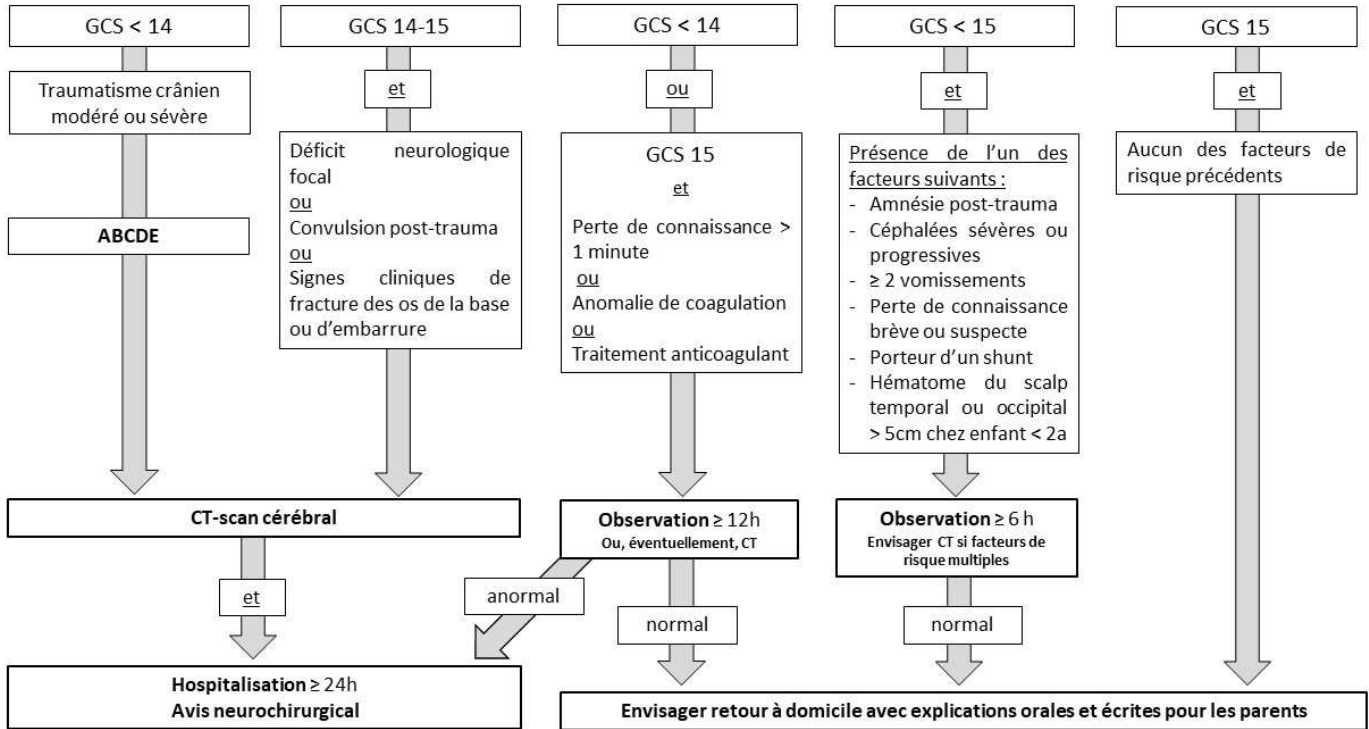 GCS < 14
Traumatisme crânien
modéré ou sévère
ABCDE
GCS 14-15
et
Déficit neurologique
focal
ou
Convulsion post-trauma
ou
Signes cliniques de
fracture des os de la base
ou d’embarrure
CT-scan cérébral
et
Hospitalisation ≥ 24h
Avis neurochirurgical
GCS < 14
ou
GCS 15
et
Perte de connaissance >
1 minute
ou
Anomalie de coagulation
ou
Traitement anticoagulant
Observation ≥ 12h
Ou, éventuellement, CT
anormal
normal
GCS < 15
et
Présence de l’un des
facteurs suivants :
- Amnésie post-trauma
- Céphalées sévères ou
progressives
- ≥ 2 vomissements
- Perte de connaissance
brève ou suspecte
- Porteur d’un shunt
- Hématome du scalp
temporal ou occipital
> 5cm chez enfant < 2a
Observation ≥ 6 h
Envisager CT si facteurs de
risque multiples
normal
GCS 15
et
Aucun des facteurs de
risque précédents
Envisager retour à domicile avec explications orales et écrites pour les parents